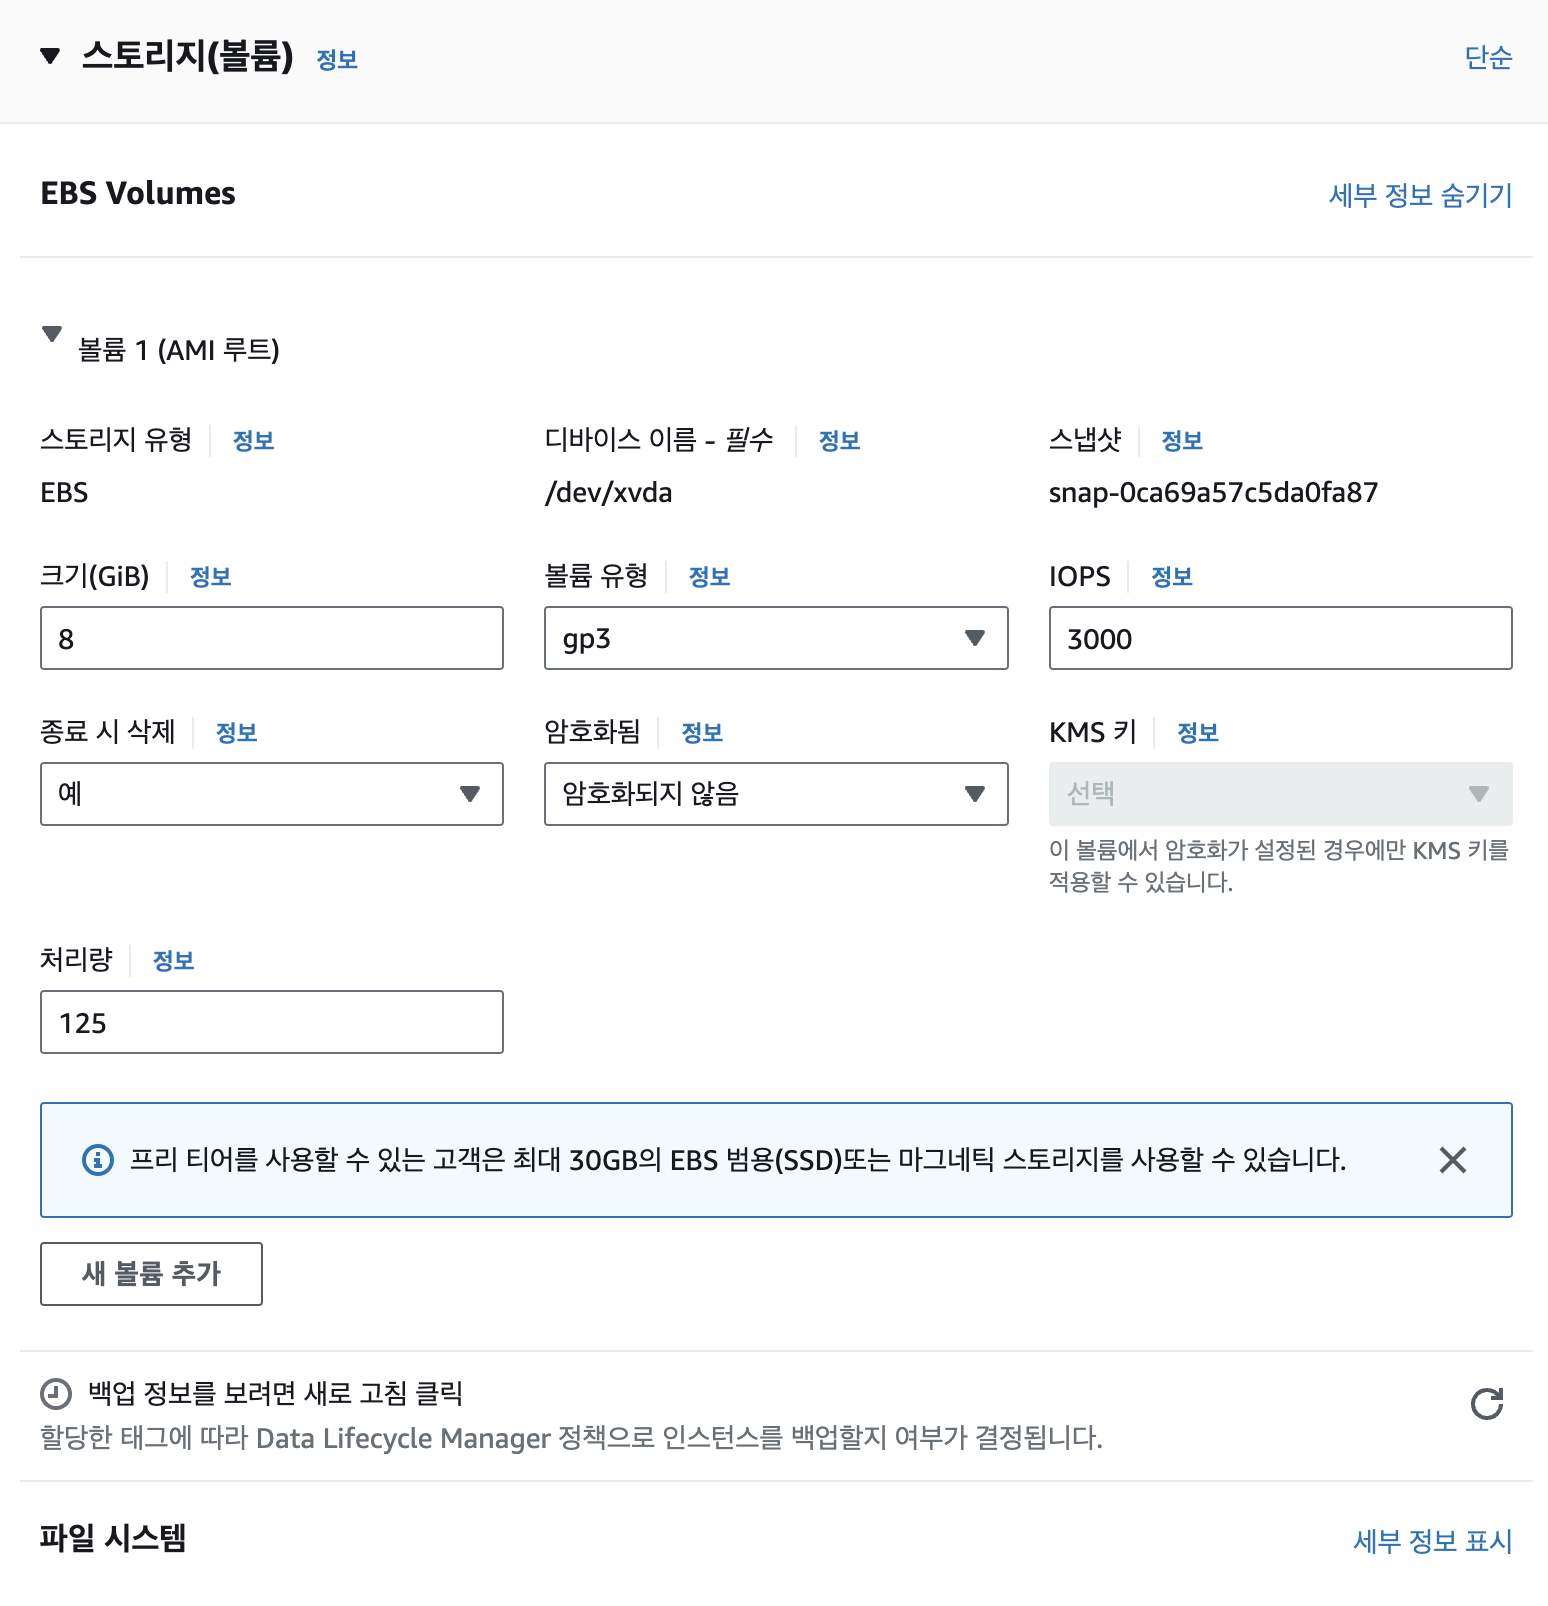 스토리지(볼륨) 정보 단순
EBS Volumes 세부 정보 숨기기
볼륨 1 (AMI 루트)
스토리지 유형 정보 디바이스 이름 - 필수 정보 스냅샷 정보
EBS /dev/xvda snap-0ca69a57c5da0fa87
크기(GiB) 정보 볼륨 유형 정보 IOPS 정보
8 gp3 3000
종료 시 삭제 정보 암호화됨 정보 KMS 키 정보
예 암호화되지 않음 선택
이 볼륨에서 암호화가 설정된 경우에만 KMS 키를
적용할 수 있습니다.
처리량 정보
125
프리 티어를 사용할 수 있는 고객은 최대 30GB의 EBS 범용(SSD)또는 마그네틱 스토리지를 사용할 수 있습니다.
새 볼륨 추가
백업 정보를 보려면 새로 고침 클릭
할당한 태그에 따라 Data Lifecycle Manager 정책으로 인스턴스를 백업할지 여부가 결정됩니다.
파일 시스템 세부 정보 표시